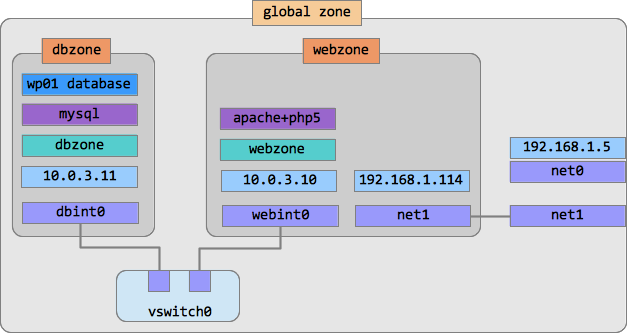 global zone
dbzone
wp01 database
mysql
dbzone
10.0.3.11
dbint0
webzone
apache+php5
webzone
10.0.3.10
192.168.1.114
webint0
net1
192.168.1.5
net0
net1
vswitch0